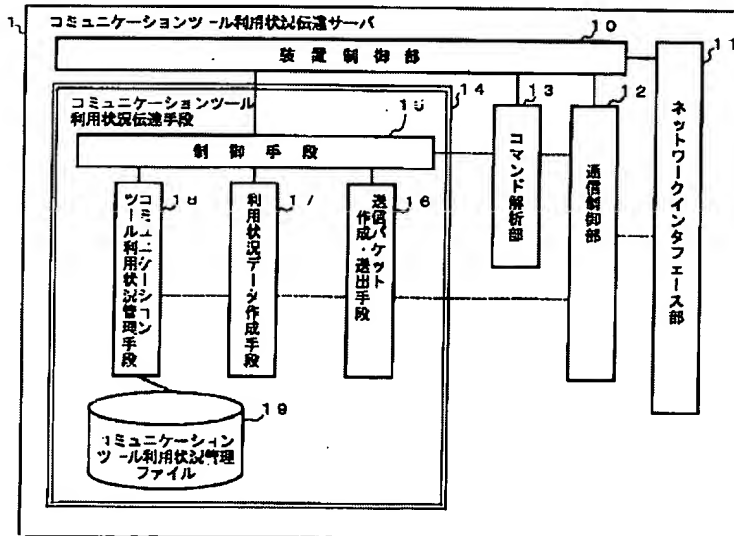 1
コミュニケーションツール利用状況伝達サーバ
10
装置制御部
11
ネットワークインタフェース部
12
通信制御部
13
コマンド解析部
14
コミュニケーションツール
利用状況伝達手段
15
制御手段
16
送信パケット
作成・送出手段
17
利用状況データ作成手段
18
コミュニケーション
ツール利用状況管理手段
19
コミュニケーション
ツール利用状況管理
ファイル